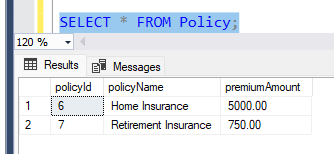 SELECT * FROM Policy;
120 %
Results Messages
policyId policyName premiumAmount
1 6 Home Insurance 5000.00
2 7 Retirement Insurance 750.00